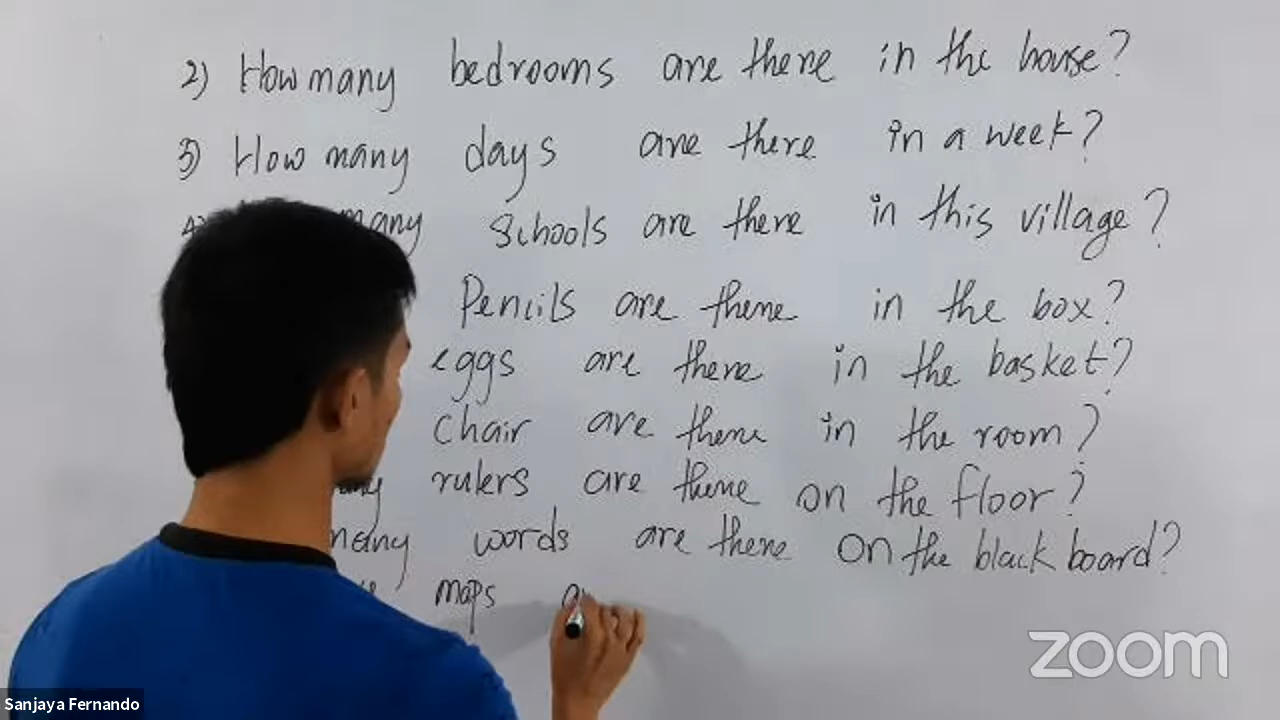 2) How many bedrooms are there in the house?
3) How many days are there in a week?
many schools are there in this village?
Pencils are there in the box?
eggs are there in the basket?
chair are there in the room?
rulers are there on the floor?
many words are there on the black board?
maps
zoom
Sanjaya Fernando